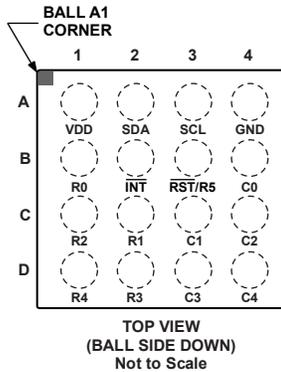 BALL A1
CORNER
1 2 3 4
A
VDD SDA SCL GND
B
R0 INT RST/R5 C0
C
R2 R1 C1 C2
D
R4 R3 C3 C4
TOP VIEW
(BALL SIDE DOWN)
Not to Scale